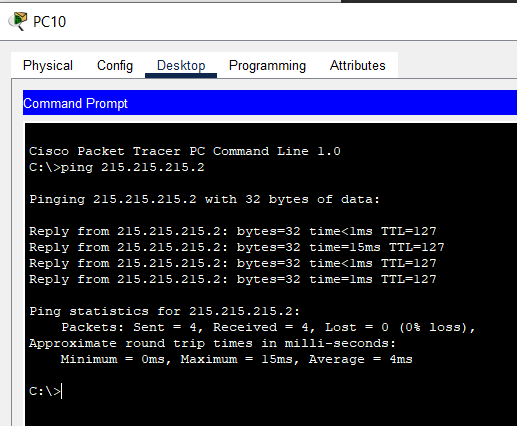 PC10
Physical Config Desktop Programming Attributes
Command Prompt
Cisco Packet Tracer PC Command Line 1.0
C:\>ping 215.215.215.2
Pinging 215.215.215.2 with 32 bytes of data:
Reply from 215.215.215.2: bytes=32 time<1ms TTL=127
Reply from 215.215.215.2: bytes=32 time=15ms TTL=127
Reply from 215.215.215.2: bytes=32 time<1ms TTL=127
Reply from 215.215.215.2: bytes=32 time=1ms TTL=127
Ping statistics for 215.215.215.2:
Packets: Sent = 4, Received = 4, Lost = 0 (0% loss),
Approximate round trip times in milli-seconds:
Minimum = 0ms, Maximum = 15ms, Average = 4ms
C:\>